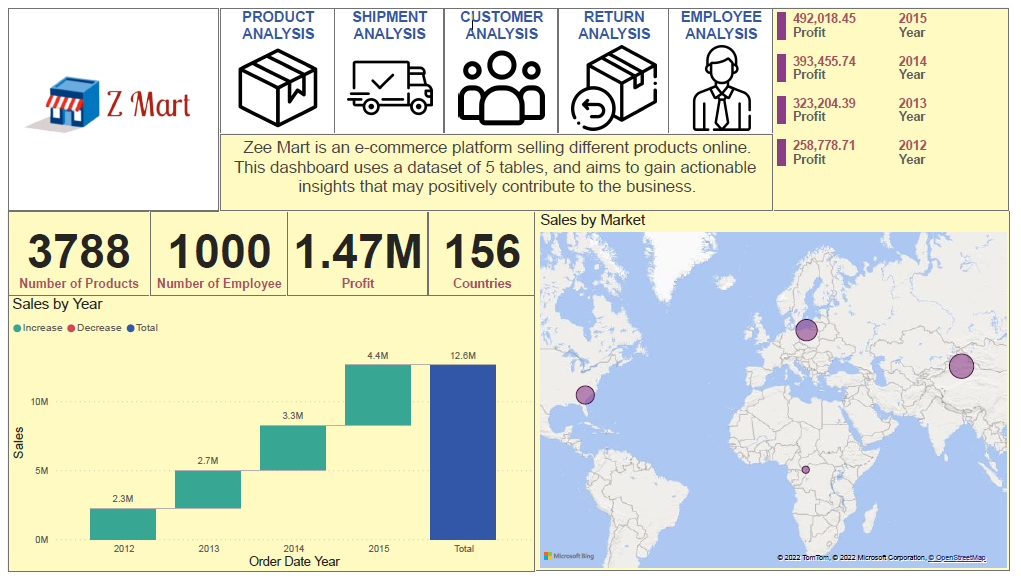 Z Mart
PRODUCT
ANALYSIS
SHIPMENT
ANALYSIS
CUSTOMER
ANALYSIS
RETURN
ANALYSIS
EMPLOYEE
ANALYSIS
492,018.45 2015
Profit Year
393,455.74 2014
Profit Year
323,204.39 2013
Profit Year
258,778.71 2012
Profit Year
Zee Mart is an e-commerce platform selling different products online.
This dashboard uses a dataset of 5 tables, and aims to gain actionable
insights that may positively contribute to the business.
3788
Number of Products
1000
Number of Employee
1.47M
Profit
156
Countries
Sales by Year
Increase Decrease Total
Sales
10M
5M
0M
2.3M
2.7M
3.3M
4.4M
12.6M
2012 2013 2014 2015 Total
Order Date Year
Sales by Market
Microsoft Bing
© 2022 TomTom, © 2022 Microsoft Corporation, © OpenStreetMap